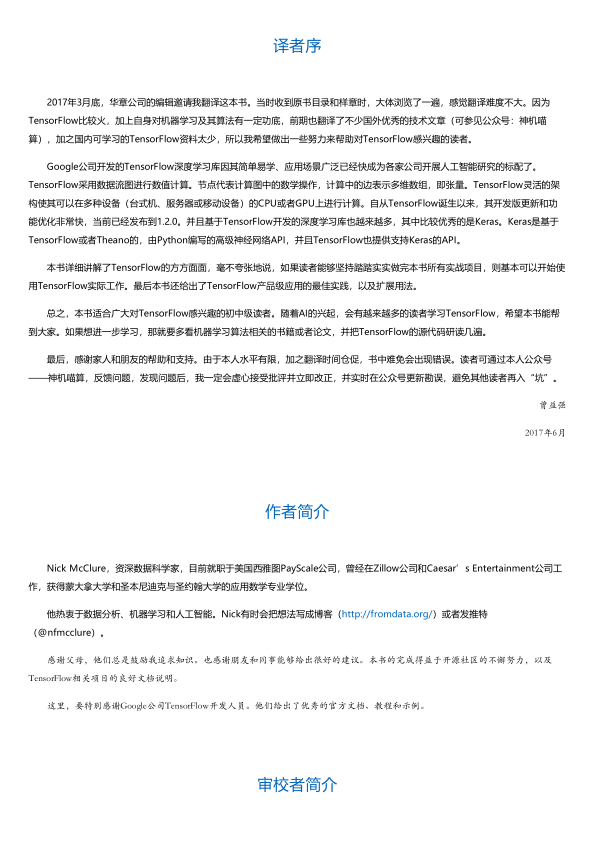 译者序
2017年3月底，华章公司的编辑邀请我翻译这本书。当时收到原书目录和样章时，大体浏览了一遍，感觉翻译难度不大。因为
TensorFlow比较火，加上自身对机器学习及其算法有一定功底，前期也翻译了不少国外优秀的技术文章（可参见公众号：神机喵
算），加之国内可学习的TensorFlow资料太少，所以我希望做出一些努力来帮助对TensorFlow感兴趣的读者。
Google公司开发的TensorFlow深度学习库因其简单易学、应用场景广泛已经快成为各家公司开展人工智能研究的标配了。
TensorFlow采用数据流图进行数值计算。节点代表计算图中的数学操作，计算中的边表示多维数组，即张量。TensorFlow灵活的架
构使其可以在多种设备（台式机、服务器或移动设备）的CPU或者GPU上进行计算。自从TensorFlow诞生以来，其开发版更新和功
能优化非常快，当前已经发布到1.2.0。并且基于TensorFlow开发的深度学习库也越来越多，其中比较优秀的是Keras。Keras是基于
TensorFlow或者Theano的，由Python编写的高级神经网络API，并且TensorFlow也提供支持Keras的API。
本书详细讲解了TensorFlow的方方面面，毫不夸张地说，如果读者能够坚持踏踏实实做完本书所有实战项目，则基本可以开始使
用TensorFlow实际工作。最后本书还给出了TensorFlow产品级应用的最佳实践，以及扩展用法。
总之，本书适合广大对TensorFlow感兴趣的初中级读者。随着AI的兴起，会有越来越多的读者学习TensorFlow，希望本书能帮
到大家。如果想进一步学习，那就要多看机器学习算法相关的书籍或者论文，并把TensorFlow的源代码研读几遍。
最后，感谢家人和朋友的帮助和支持。由于本人水平有限，加之翻译时间仓促，书中难免会出现错误。读者可通过本人公众号
——神机喵算，反馈问题，发现问题后，我一定会虚心接受批评并立即改正，并实时在公众号更新勘误，避免其他读者再入“坑”。
曾益强
2017年6月
作者简介
Nick McClure，资深数据科学家，目前就职于美国西雅图PayScale公司，曾经在Zillow公司和Caesar’s Entertainment公司工
作，获得蒙大拿大学和圣本尼迪克与圣约翰大学的应用数学专业学位。
他热衷于数据分析、机器学习和人工智能。Nick有时会把想法写成博客（http://fromdata.org/）或者发推特
（@nfmcclure）。
感谢父母，他们总是鼓励我追求知识。也感谢朋友和同事能够给出很好的建议。本书的完成得益于开源社区的不懈努力，以及
TensorFlow相关项目的良好文档说明。
这里，要特别感谢Google公司TensorFlow开发人员。他们给出了优秀的官方文档、教程和示例。
审校者简介